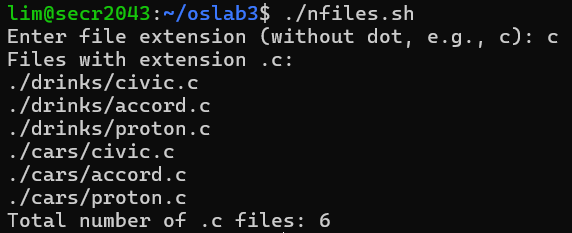 lim@secr2043:~/oslab3$ ./nfiles.sh
Enter file extension (without dot, e.g., c): c
Files with extension .c:
./drinks/civic.c
./drinks/accord.c
./drinks/proton.c
./cars/civic.c
./cars/accord.c
./cars/proton.c
Total number of .c files: 6